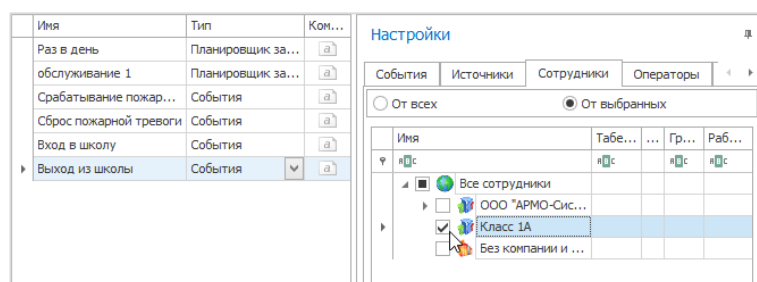 Имя Тип Ком...
Раз в день Планировщик за...
обслуживание 1 Планировщик за...
Срабатывание пожар... События
Сброс пожарной тревоги События
Вход в школу События
Выход из школы События
Настройки
События Источники Сотрудники Операторы
От всех От выбранных
Имя Табе... ... Гр... Раб...
Все сотрудники
ООО "АРМО-Сис...
Класс 1А
Без компании и ...